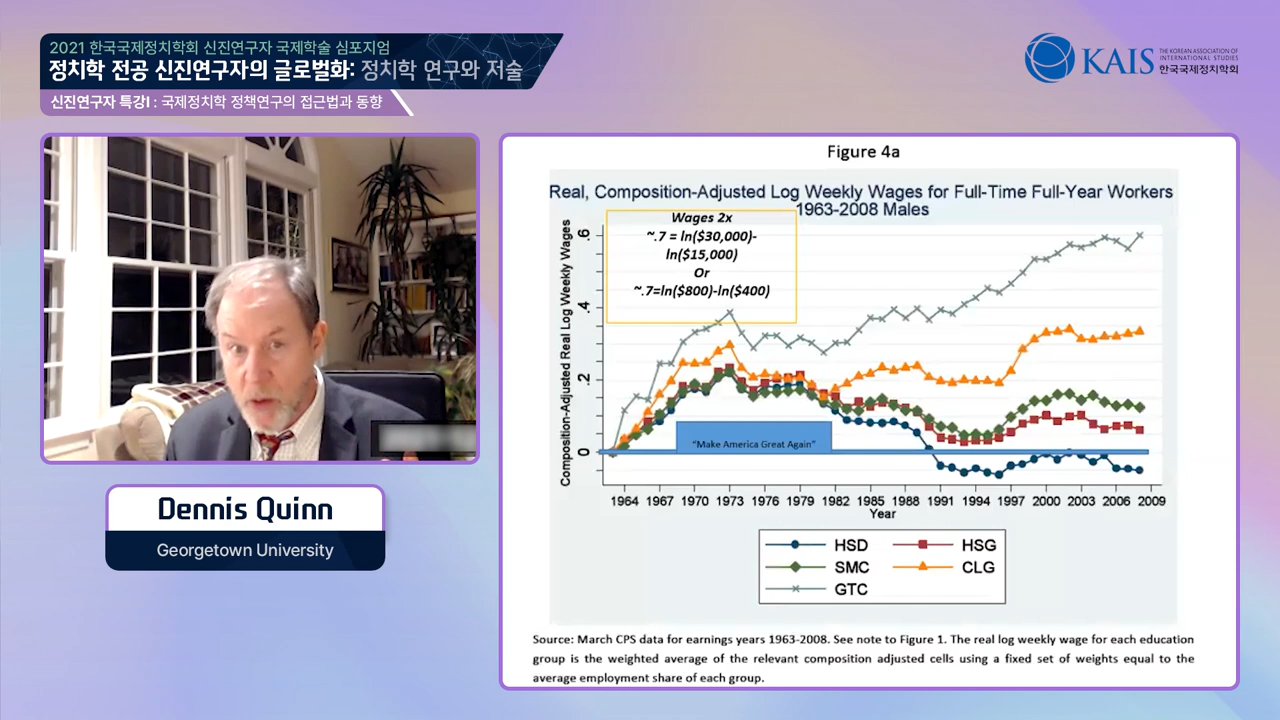 2021 한국국제정치학회 신진연구자 국제학술 심포지엄
정치학 전공 신진연구자의 글로벌화: 정치학 연구와 저술
신진연구자 특강I : 국제정치학 정책연구의 접근법과 동향
KAIS
THE KOREAN ASSOCIATION OF
INTERNATIONAL STUDIES
한국국제정치학회
Dennis Quinn
Georgetown University
Figure 4a
Real, Composition-Adjusted Log Weekly Wages for Full-Time Full-Year Workers
1963-2008 Males
Wages 2x
~.7 = ln($30,000)-
ln($15,000)
Or
~.7=ln($800)-ln($400)
Composition-Adjusted Real Log Weekly Wages
.6
.4
.2
0
"Make America Great Again"
1964 1967 1970 1973 1976 1979 1982 1985 1988 1991 1994 1997 2000 2003 2006 2009
Year
HSD HSG
SMC CLG
GTC
Source: March CPS data for earnings years 1963-2008. See note to Figure 1. The real log weekly wage for each education
group is the weighted average of the relevant composition adjusted cells using a fixed set of weights equal to the
average employment share of each group.